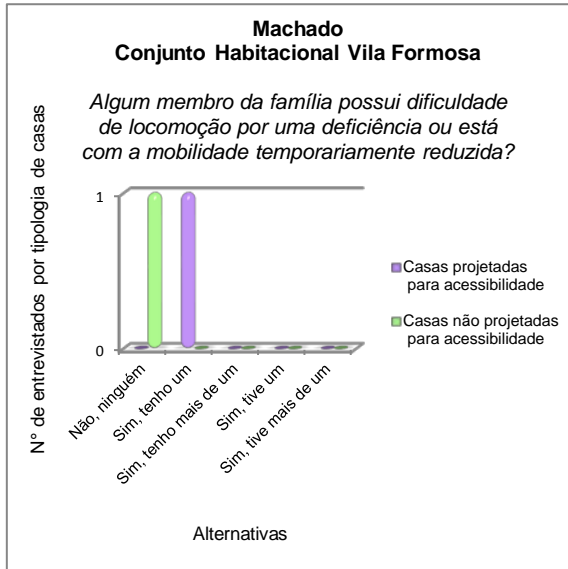 Machado
Conjunto Habitacional Vila Formosa
Algum membro da família possui dificuldade
de locomoção por uma deficiência ou está
com a mobilidade temporariamente reduzida?
N° de entrevistados por tipologia de casas
1
0
Não, ninguém
Sim, tenho um
Sim, tenho mais de um
Sim, tive um
Sim, tive mais de um
Casas projetadas
para acessibilidade
Casas não projetadas
para acessibilidade
Alternativas